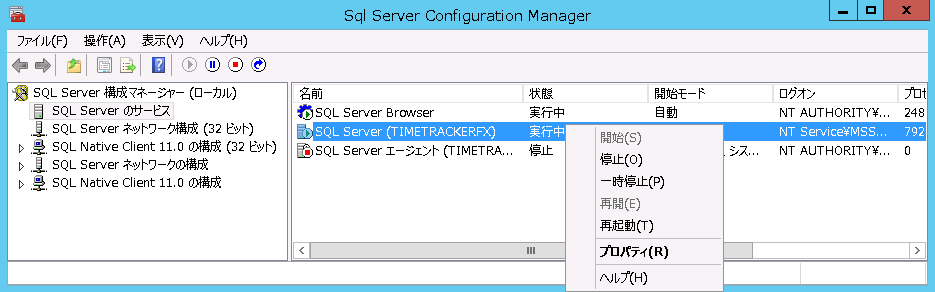 Sql Server Configuration Manager
ファイル(F) 操作(A) 表示(V) ヘルプ(H)
SQL Server 構成マネージャー (ローカル)
SQL Server のサービス
SQL Server ネットワーク構成 (32 ビット)
SQL Native Client 11.0 の構成 (32 ビット)
SQL Server ネットワークの構成
SQL Native Client 11.0 の構成
名前 状態 開始モード ログオン プロセ
SQL Server Browser 実行中 自動 NT AUTHORITY¥... 248
SQL Server (TIMETRACKERFX) 実行中 NT Service¥MSS... 792
SQL Server エージェント (TIMETRA... 停止 システ... NT AUTHORITY¥... 0
開始(S)
停止(O)
一時停止(P)
再開(E)
再起動(T)
プロパティ(R)
ヘルプ(H)